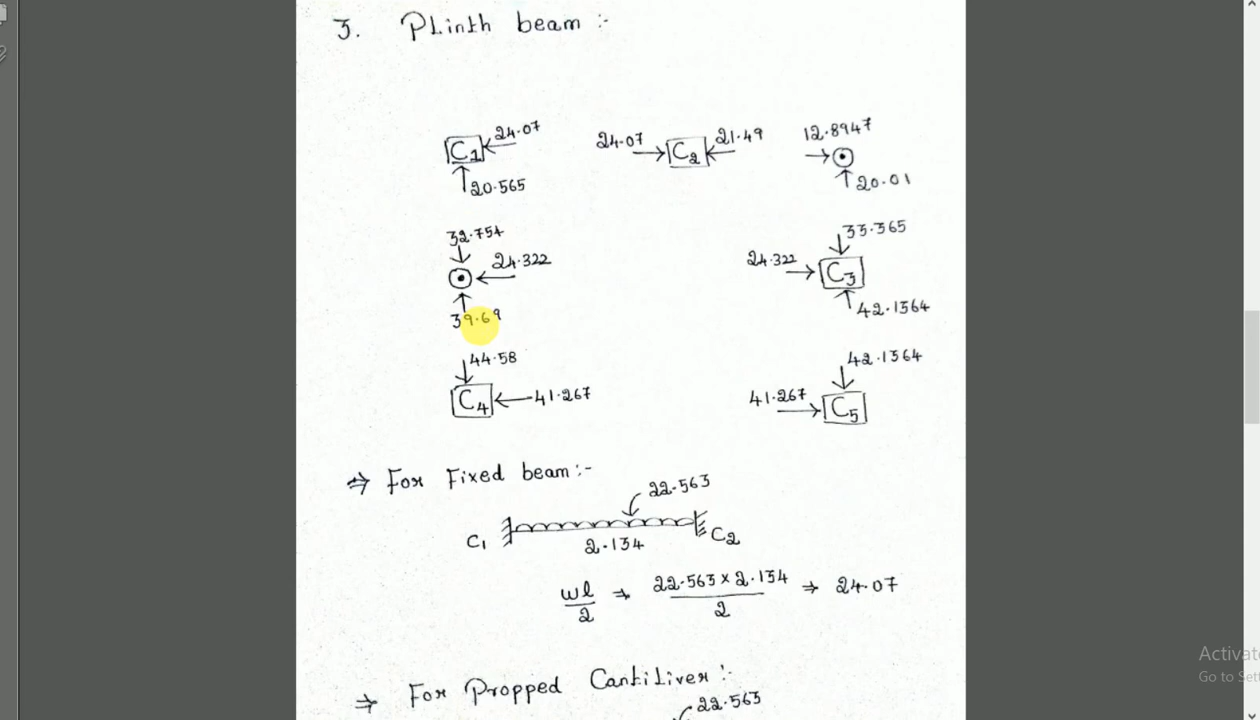 3. Plinth beam :-
C1 24.07
20.565
24.07 C2 21.49
12.8947
20.01
32.754
24.322
39.69
33.365
24.322 C3
42.1364
44.58
C4 41.267
42.1364
41.267 C5
⇒ For Fixed beam :-
22.563
C1 2.134 C2
wl/2 ⇒ 22.563 x 2.134 / 2 ⇒ 24.07
⇒ For Propped Cantiliver :-
22.563
Activat
Go to Set